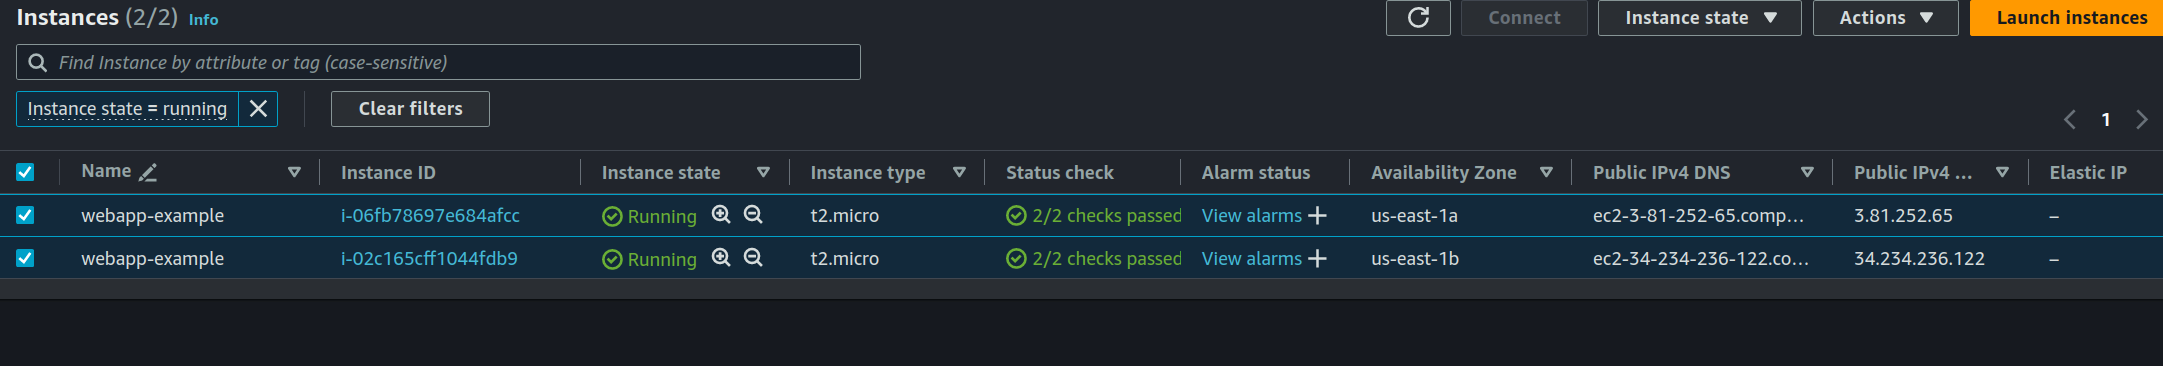 Instances (2/2) Info Connect Instance state Actions Launch instances
Find Instance by attribute or tag (case-sensitive)
Instance state = running Clear filters
1
Name Instance ID Instance state Instance type Status check Alarm status Availability Zone Public IPv4 DNS Public IPv4 ... Elastic IP
webapp-example i-06fb78697e684afcc Running t2.micro 2/2 checks passed View alarms + us-east-1a ec2-3-81-252-65.comp... 3.81.252.65 –
webapp-example i-02c165cff1044fdb9 Running t2.micro 2/2 checks passed View alarms + us-east-1b ec2-34-234-236-122.co... 34.234.236.122 –